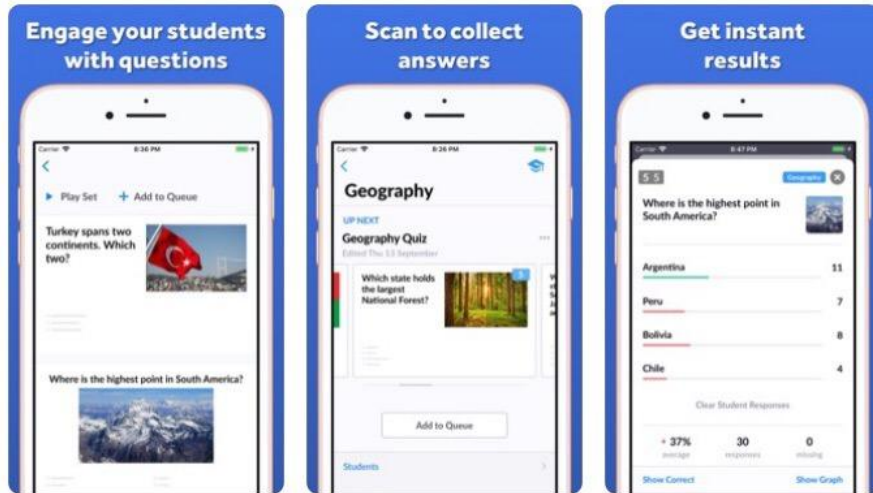 Engage your students
with questions
Carrier
8:36 PM
Play Set
+ Add to Queue
Turkey spans two
continents. Which
two?
Where is the highest point in South America?
Scan to collect
answers
Carrier
8:26 PM
Geography
UP NEXT
Geography Quiz
Edited Thu 13 September
Which state holds
the largest
National Forest?
5
Add to Queue
Students
Get instant
results
Carrier
8:47 PM
5 5
Geography
Where is the highest point in
South America?
Argentina 11
Peru 7
Bolivia 8
Chile 4
Clear Student Responses
37% 30 0
average responses missing
Show Correct Show Graph